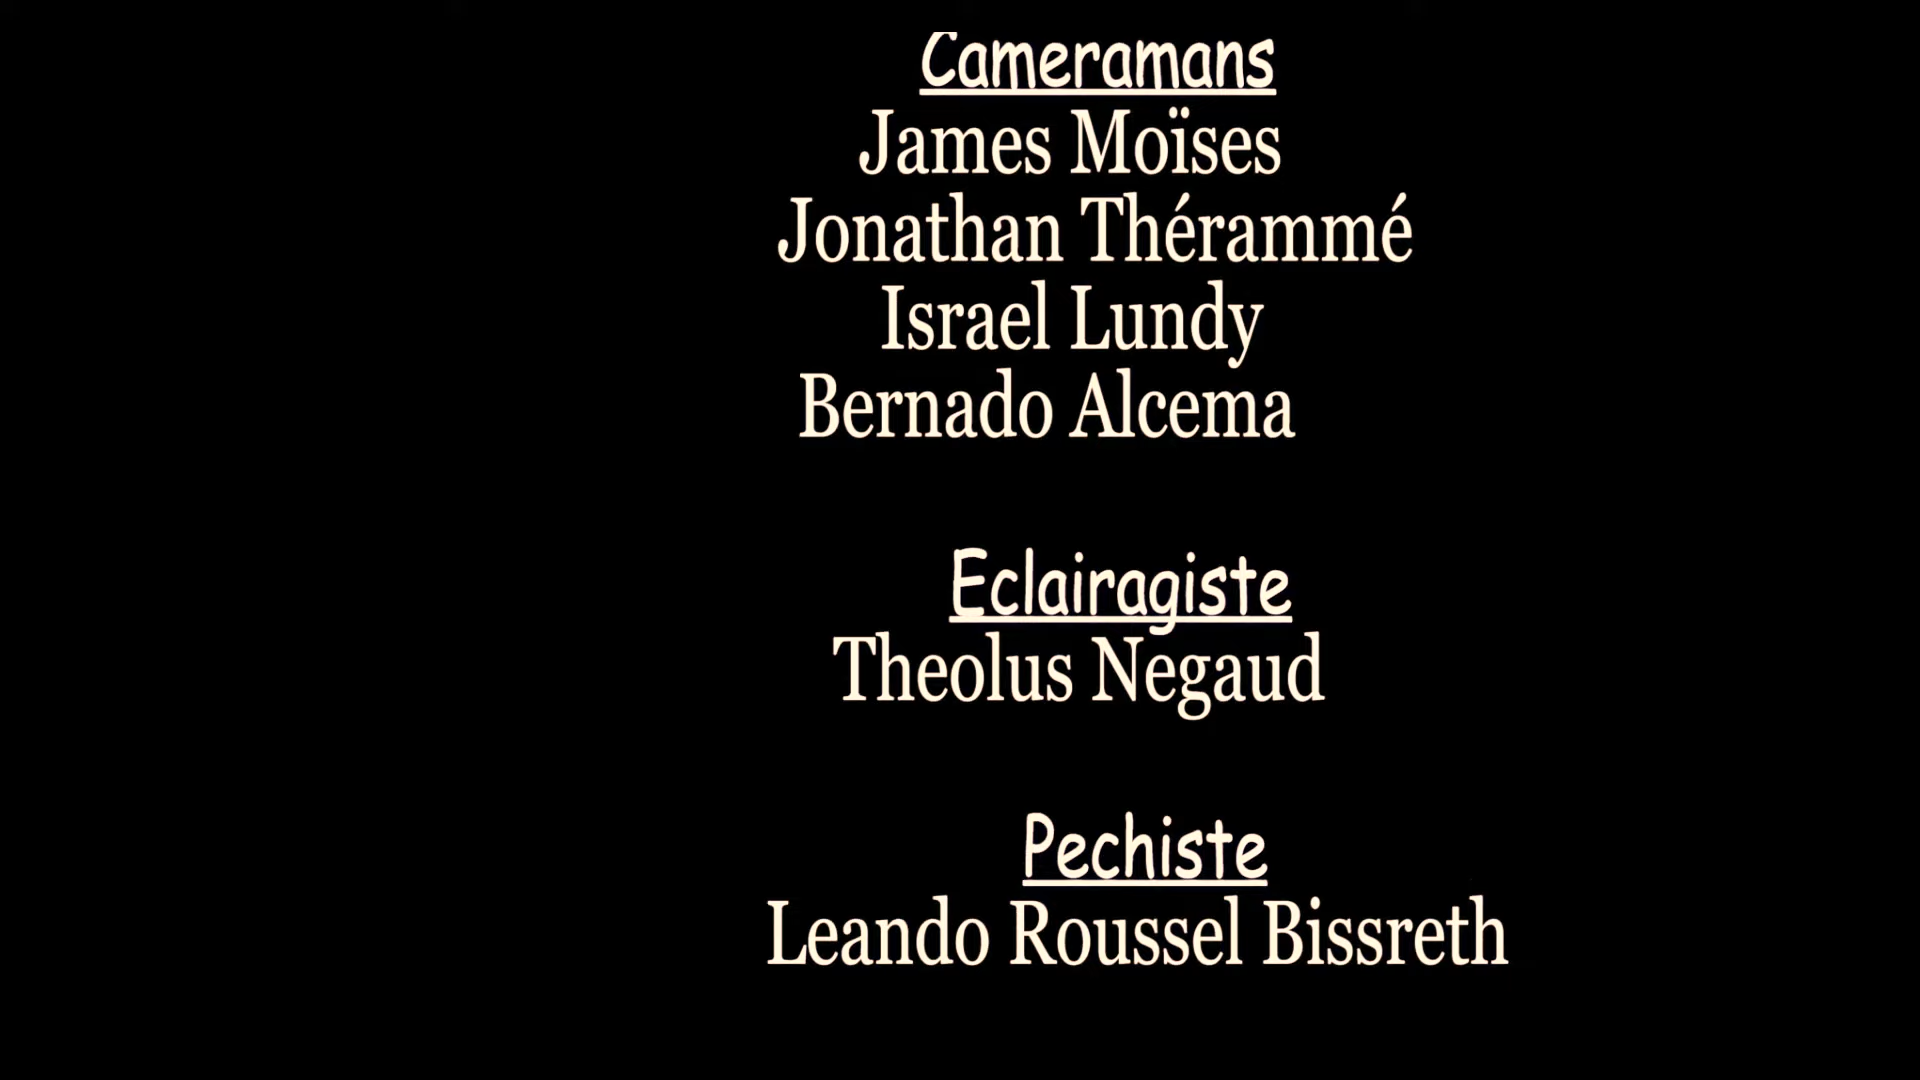 Cameramans
James Moïses
Jonathan Thérammé
Israel Lundy
Bernado Alcema
Eclairagiste
Theolus Negaud
Pechiste
Leando Roussel Bissreth